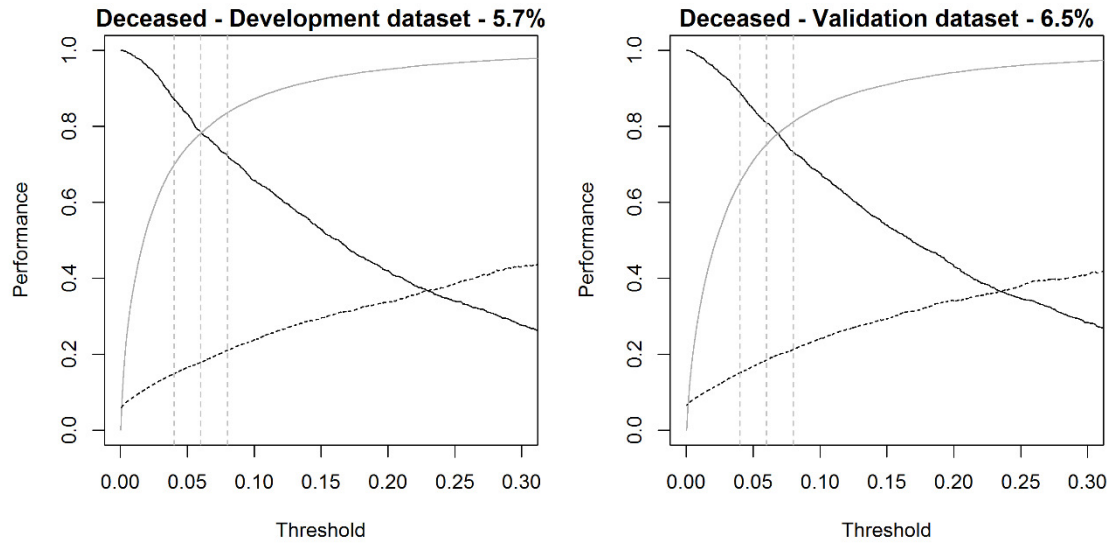 Deceased - Development dataset - 5.7%
Performance
1.0
0.8
0.6
0.4
0.2
0.0
0.00 0.05 0.10 0.15 0.20 0.25 0.30
Threshold
Deceased - Validation dataset - 6.5%
Performance
1.0
0.8
0.6
0.4
0.2
0.0
0.00 0.05 0.10 0.15 0.20 0.25 0.30
Threshold